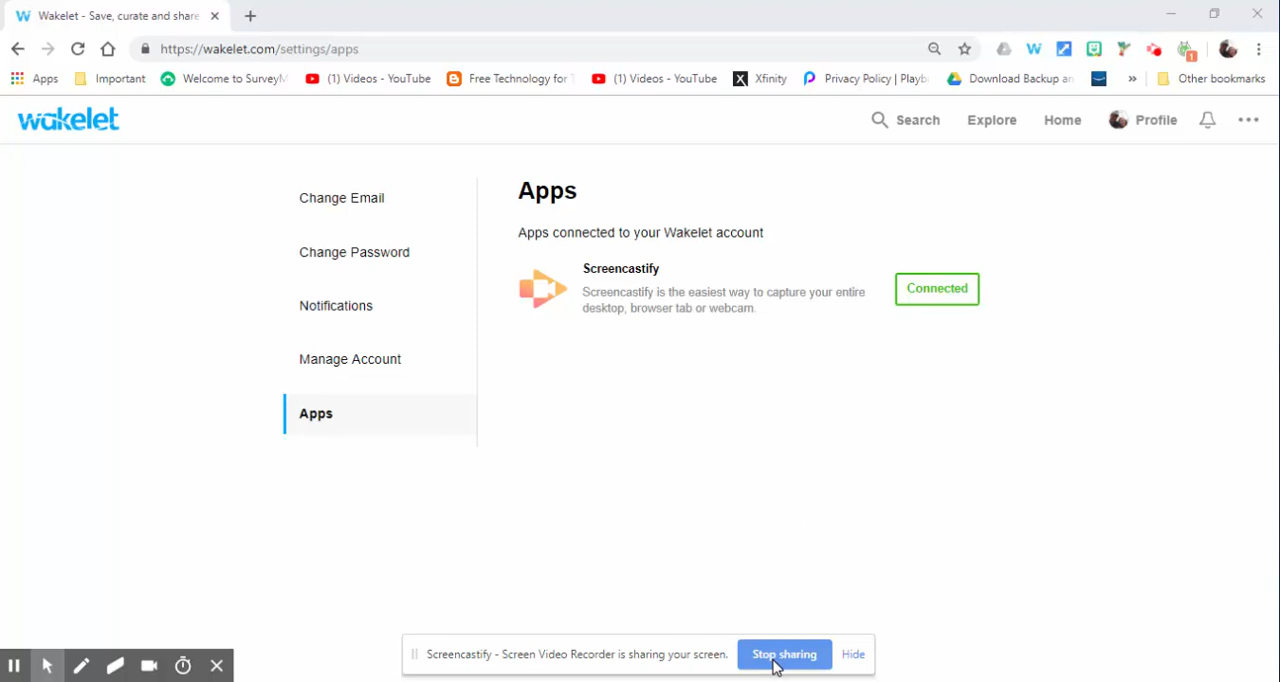 Wakelet - Save, curate and share
https://wakelet.com/settings/apps
1
Apps
Important
Welcome to SurveyM
(1) Videos - YouTube
Free Technology for T
(1) Videos - YouTube
X
Xfinity
Privacy Policy | Playb
Download Backup an
»
Other bookmarks
wakelet
Search
Explore
Home
Profile
Change Email
Change Password
Notifications
Manage Account
Apps
Apps
Apps connected to your Wakelet account
Screencastify
Screencastify is the easiest way to capture your entire
desktop, browser tab or webcam.
Connected
Screencastify - Screen Video Recorder is sharing your screen.
Stop sharing
Hide